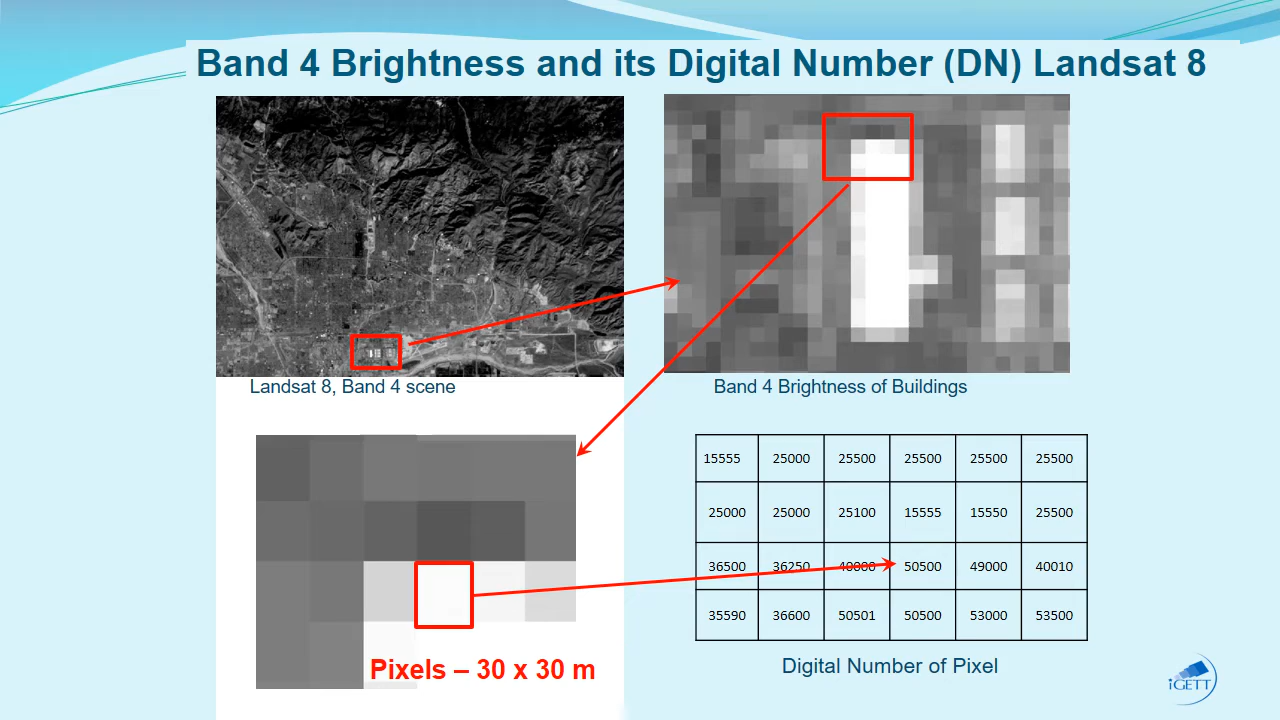 Band 4 Brightness and its Digital Number (DN) Landsat 8
Landsat 8, Band 4 scene
Band 4 Brightness of Buildings
15555 25000 25500 25500 25500 25500
25000 25000 25100 15555 15550 25500
36500 36250 40000 50500 49000 40010
35590 36600 50501 50500 53000 53500
Pixels – 30 x 30 m
Digital Number of Pixel
iGETT